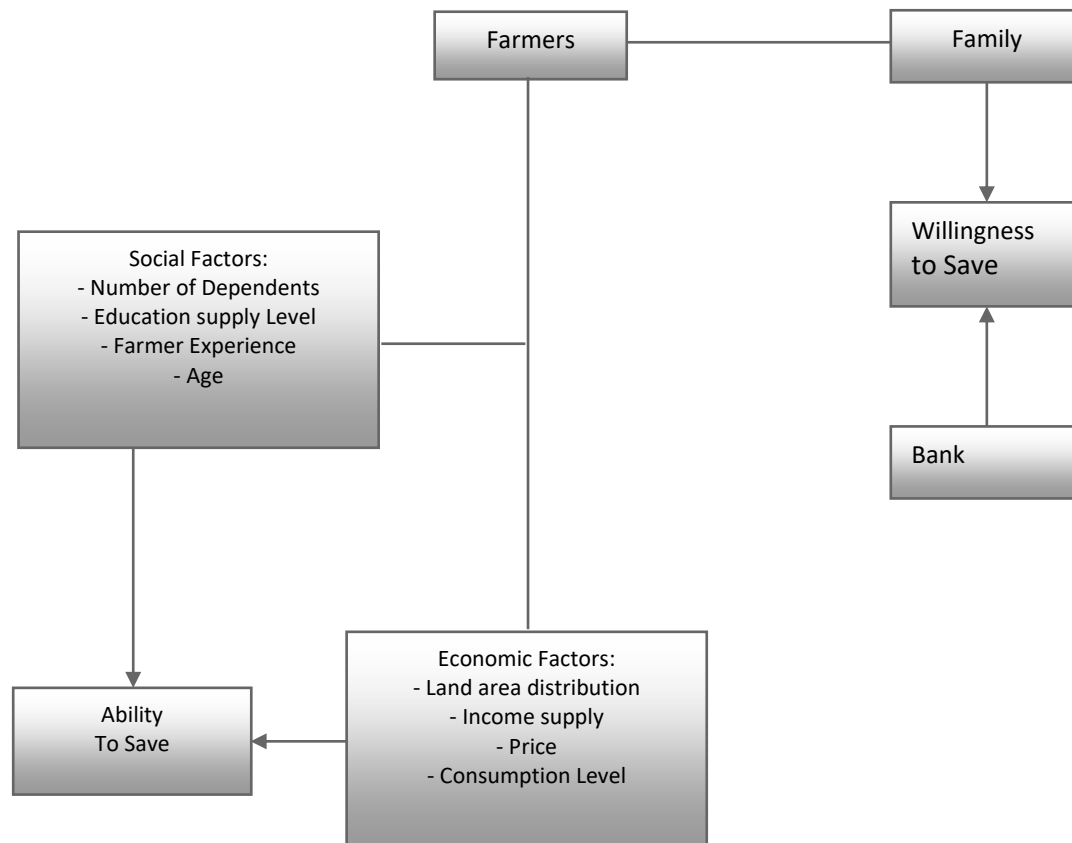 Farmers
Family
Willingness
to Save
Social Factors:
- Number of Dependents
- Education supply Level
- Farmer Experience
- Age
Bank
Economic Factors:
- Land area distribution
- Income supply
- Price
- Consumption Level
Ability
To Save